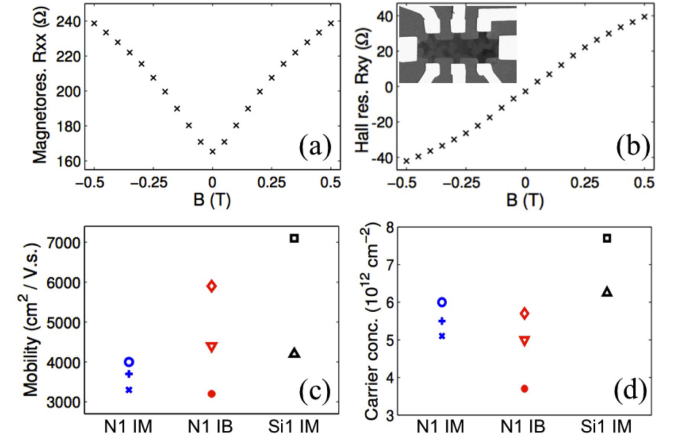 Magnetores. Rxx (Ω)
240
220
200
180
160
−0.5 −0.25 0 0.25 0.5
B (T)
(a)
Hall res. Rxy (Ω)
40
20
0
−20
−40
−0.5 −0.25 0 0.25 0.5
B (T)
(b)
Mobility (cm² / V.s.)
7000
6000
5000
4000
3000
N1 IM N1 IB Si1 IM
(c)
Carrier conc. (10¹² cm⁻²)
8
7
6
5
4
3
N1 IM N1 IB Si1 IM
(d)